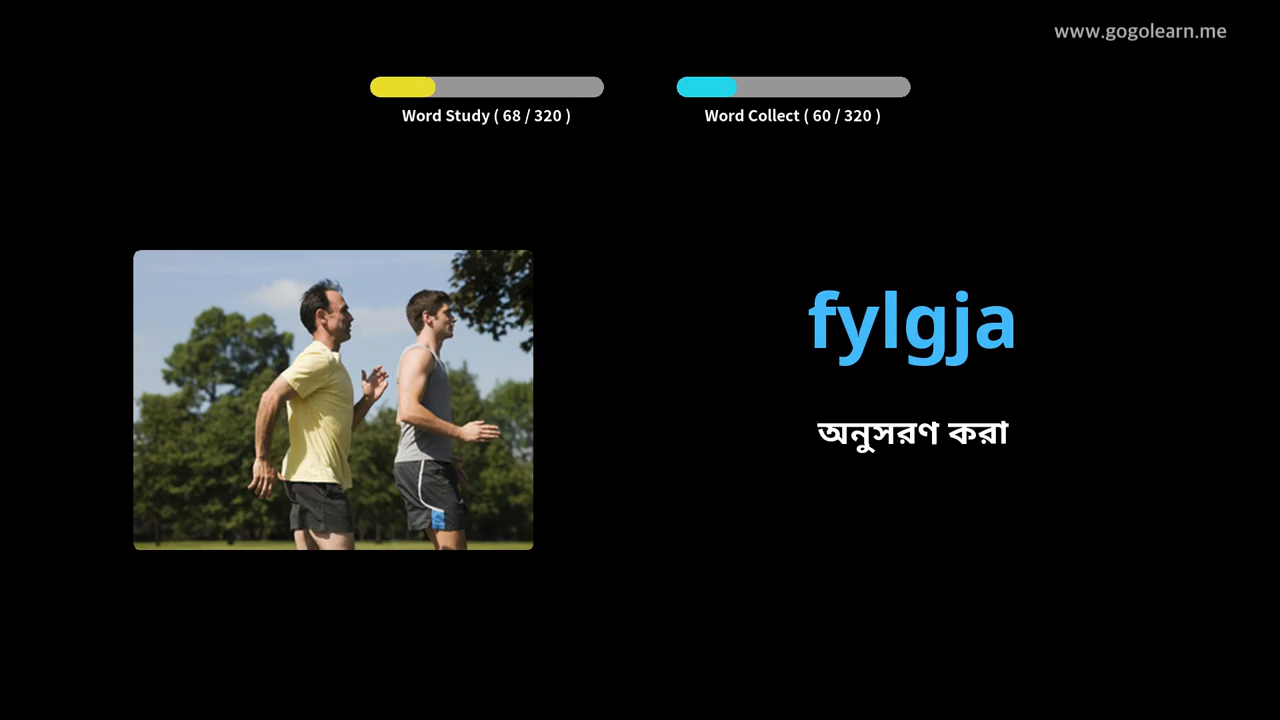 www.gogolearn.me
Word Study ( 68 / 320 )
Word Collect ( 60 / 320 )
fylgja
অনুসরণ করা